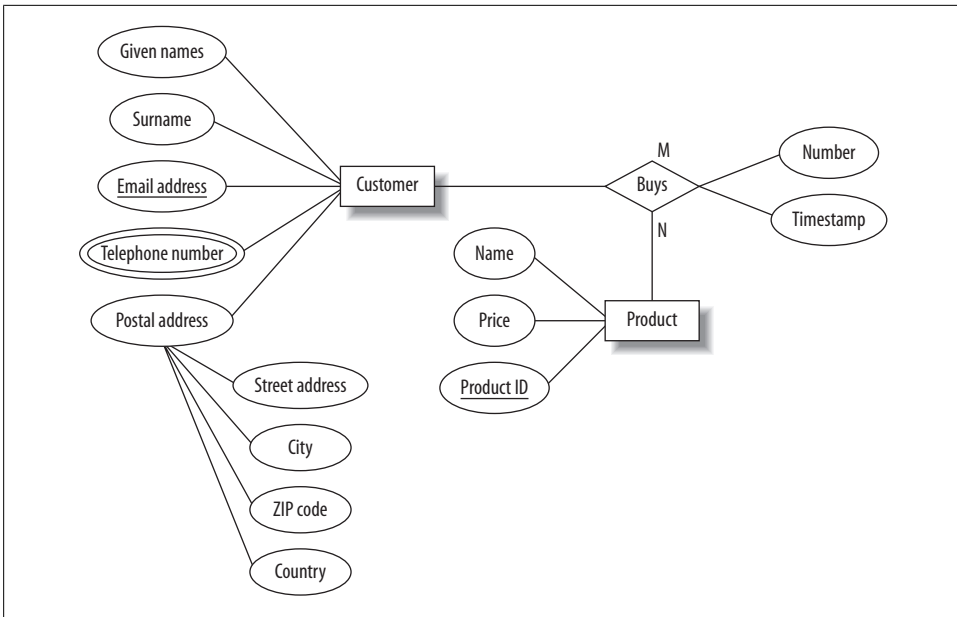 Given names
Surname
Email address
Telephone number
Postal address
Street address
City
ZIP code
Country
Customer
M
Buys
N
Number
Timestamp
Name
Price
Product ID
Product